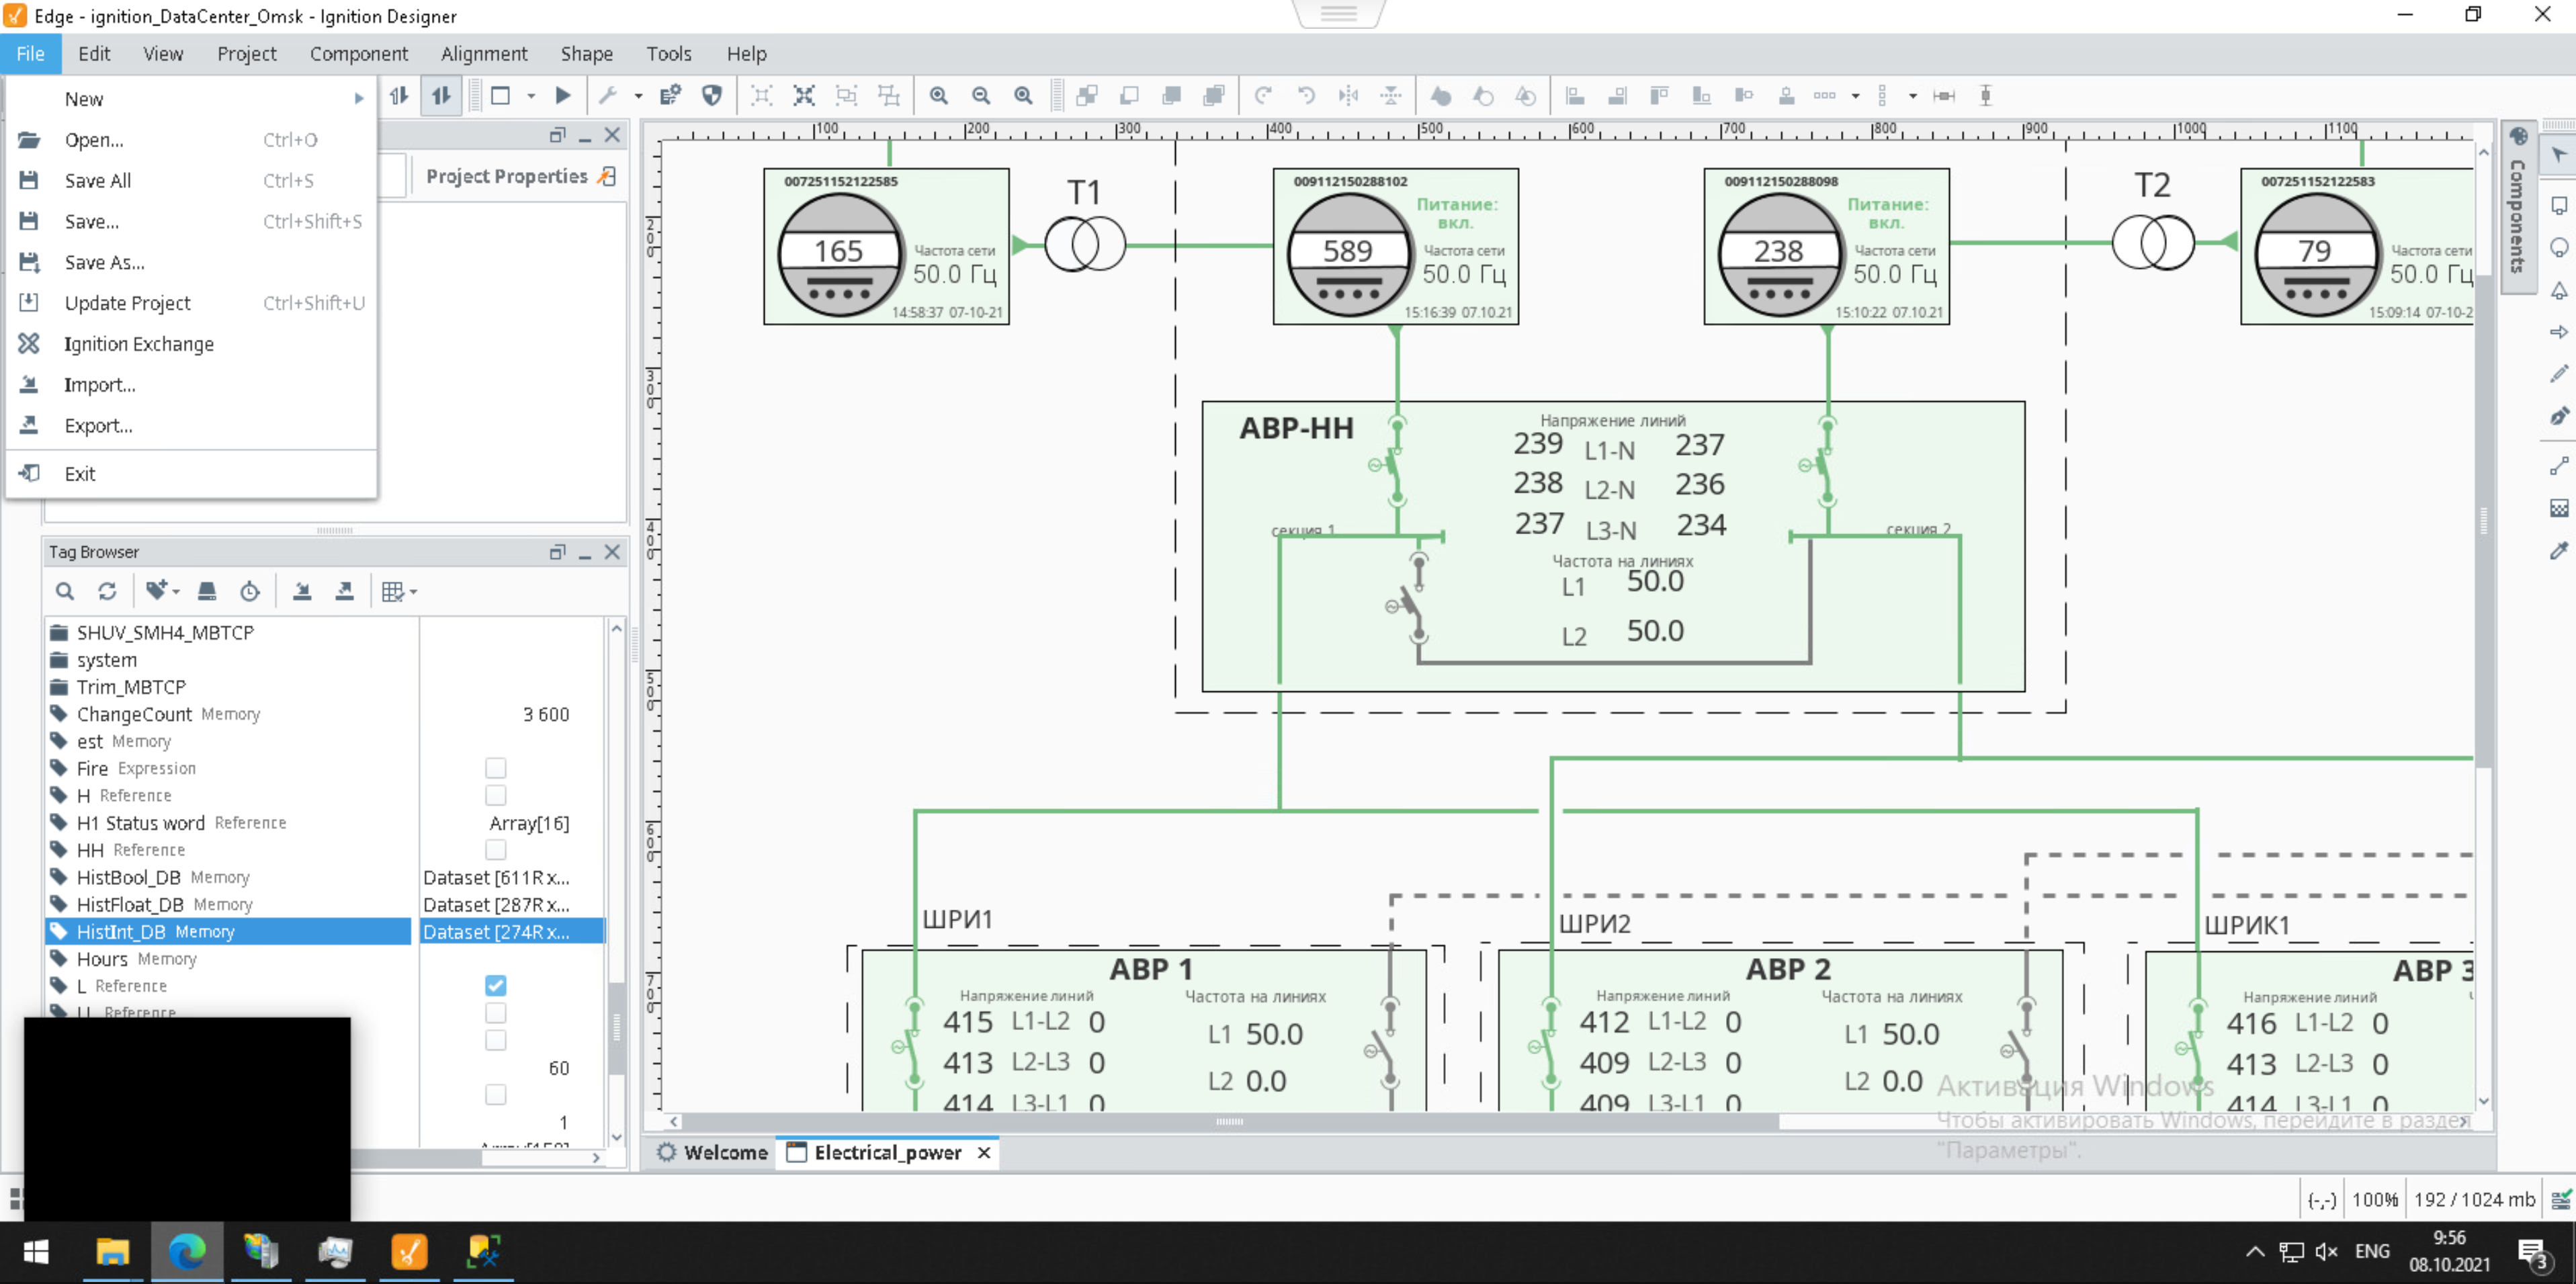 Edge - ignition_DataCenter_Omsk - Ignition Designer
File Edit View Project Component Alignment Shape Tools Help
New
Open... Ctrl+O
Save All Ctrl+S
Save... Ctrl+Shift+S
Save As...
Update Project Ctrl+Shift+U
Ignition Exchange
Import...
Export...
Exit
Project Properties
Tag Browser
SHUV_SMH4_MBTCP
system
Trim_MBTCP
ChangeCount Memory 3 600
est Memory
Fire Expression
H Reference
H1 Status word Reference Array[16]
HH Reference
HistBool_DB Memory Dataset [611R x...
HistFloat_DB Memory Dataset [287R x...
HistInt_DB Memory Dataset [274R x...
Hours Memory
L Reference
LL Reference
60
1
100 200 300 400 500 600 700 800 900 1000 1100
200
300
400
500
600
700
007251152122585
165
Частота сети
50.0 Гц
14:58:37 07-10-21
T1
009112150288102
Питание:
вкл.
589
Частота сети
50.0 Гц
15:16:39 07.10.21
009112150288098
Питание:
вкл.
238
Частота сети
50.0 Гц
15:10:22 07.10.21
T2
007251152122583
79
Частота сети
50.0 Гц
15:09:14 07-10-2
АВР-НН
Напряжение линий
239 L1-N 237
238 L2-N 236
237 L3-N 234
секция 1
секция 2
Частота на линиях
L1 50.0
L2 50.0
ШРИ1
АВР 1
Напряжение линий Частота на линиях
415 L1-L2 0
413 L2-L3 0
414 L3-L1 0
L1 50.0
L2 0.0
ШРИ2
АВР 2
Напряжение линий Частота на линиях
412 L1-L2 0
409 L2-L3 0
409 L3-L1 0
L1 50.0
L2 0.0
ШРИК1
АВР 3
Напряжение линий
416 L1-L2 0
413 L2-L3 0
414 L3-L1 0
Активация Windows
Чтобы активировать Windows, перейдите в раздел
"Параметры".
Components
Welcome Electrical_power
(-,-) 100% 192 / 1024 mb
ENG
9:56
08.10.2021
3